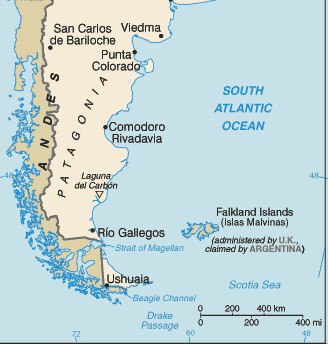 San Carlos
de Bariloche
Viedma
Punta
Colorado
ANDES
PATAGONIA
SOUTH
ATLANTIC
OCEAN
Comodoro
Rivadavia
48
48
Laguna
del Carbón
Falkland Islands
(Islas Malvinas)
(administered by U.K.,
claimed by ARGENTINA)
Río Gallegos
Strait of Magellan
Ushuaia
Scotia Sea
Beagle Channel
0 200 400 km
0 200 400 mi
Drake
Passage
72
60
48